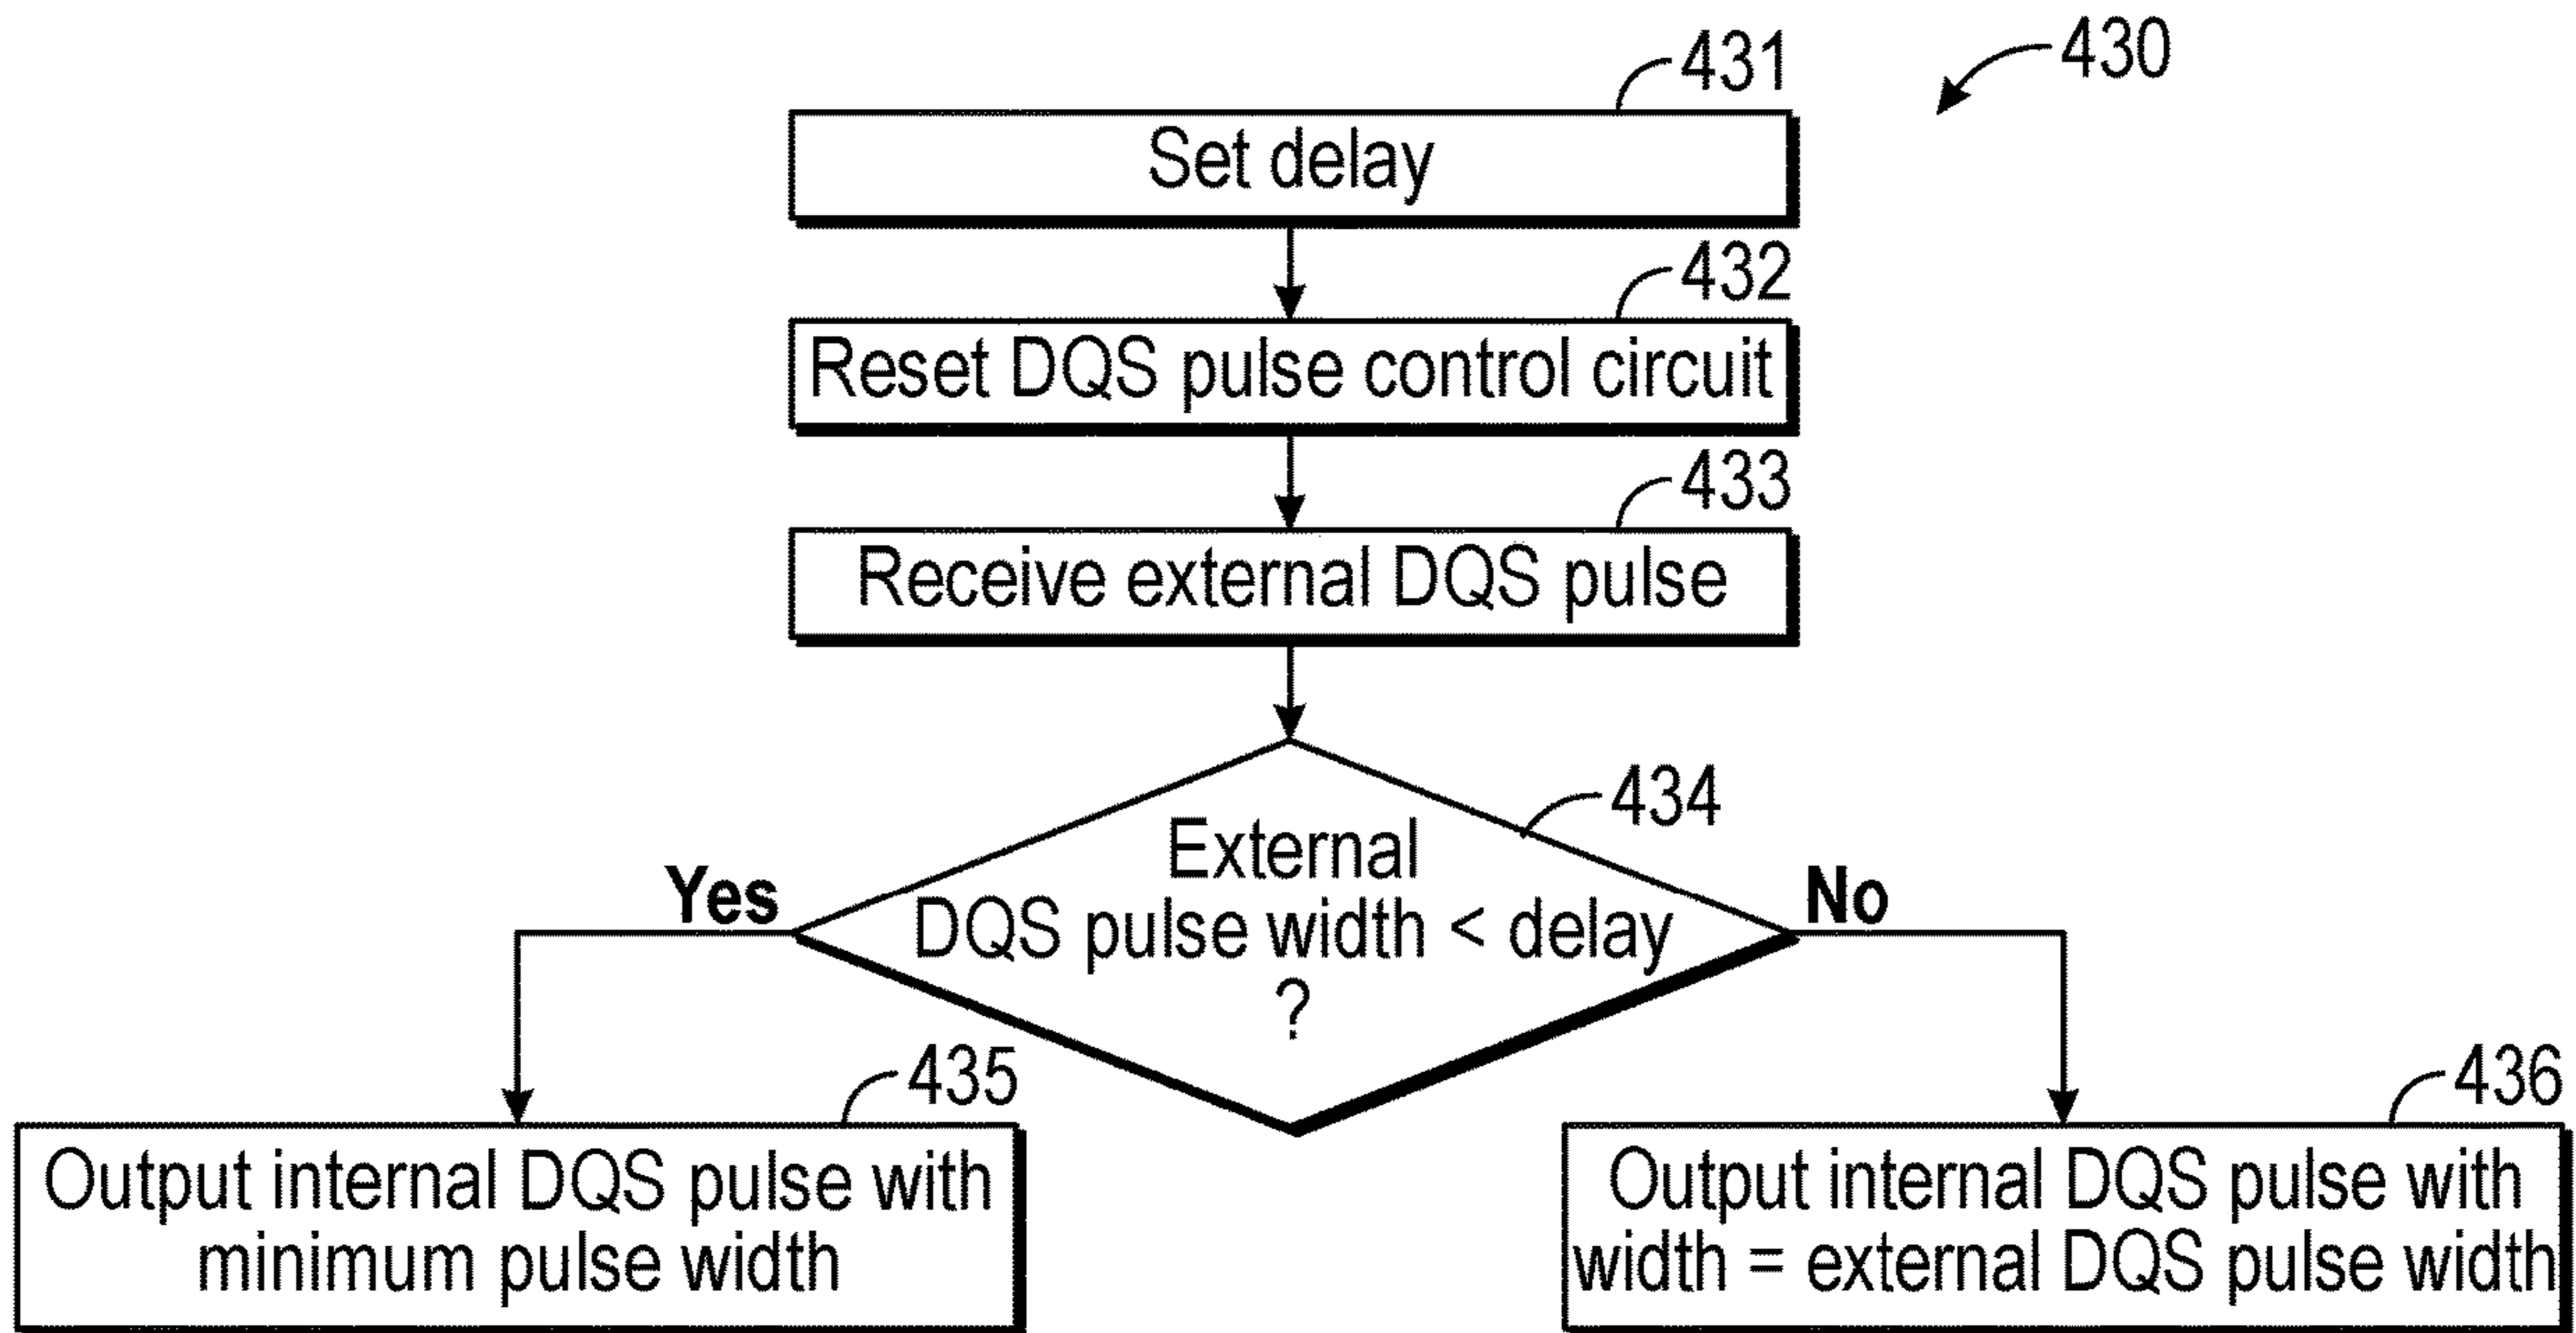 431
430
Set delay
432
Reset DQS pulse control circuit
433
Receive external DQS pulse
434
External
DQS pulse width < delay
?
Yes
No
435
Output internal DQS pulse with
minimum pulse width
436
Output internal DQS pulse with
width = external DQS pulse width